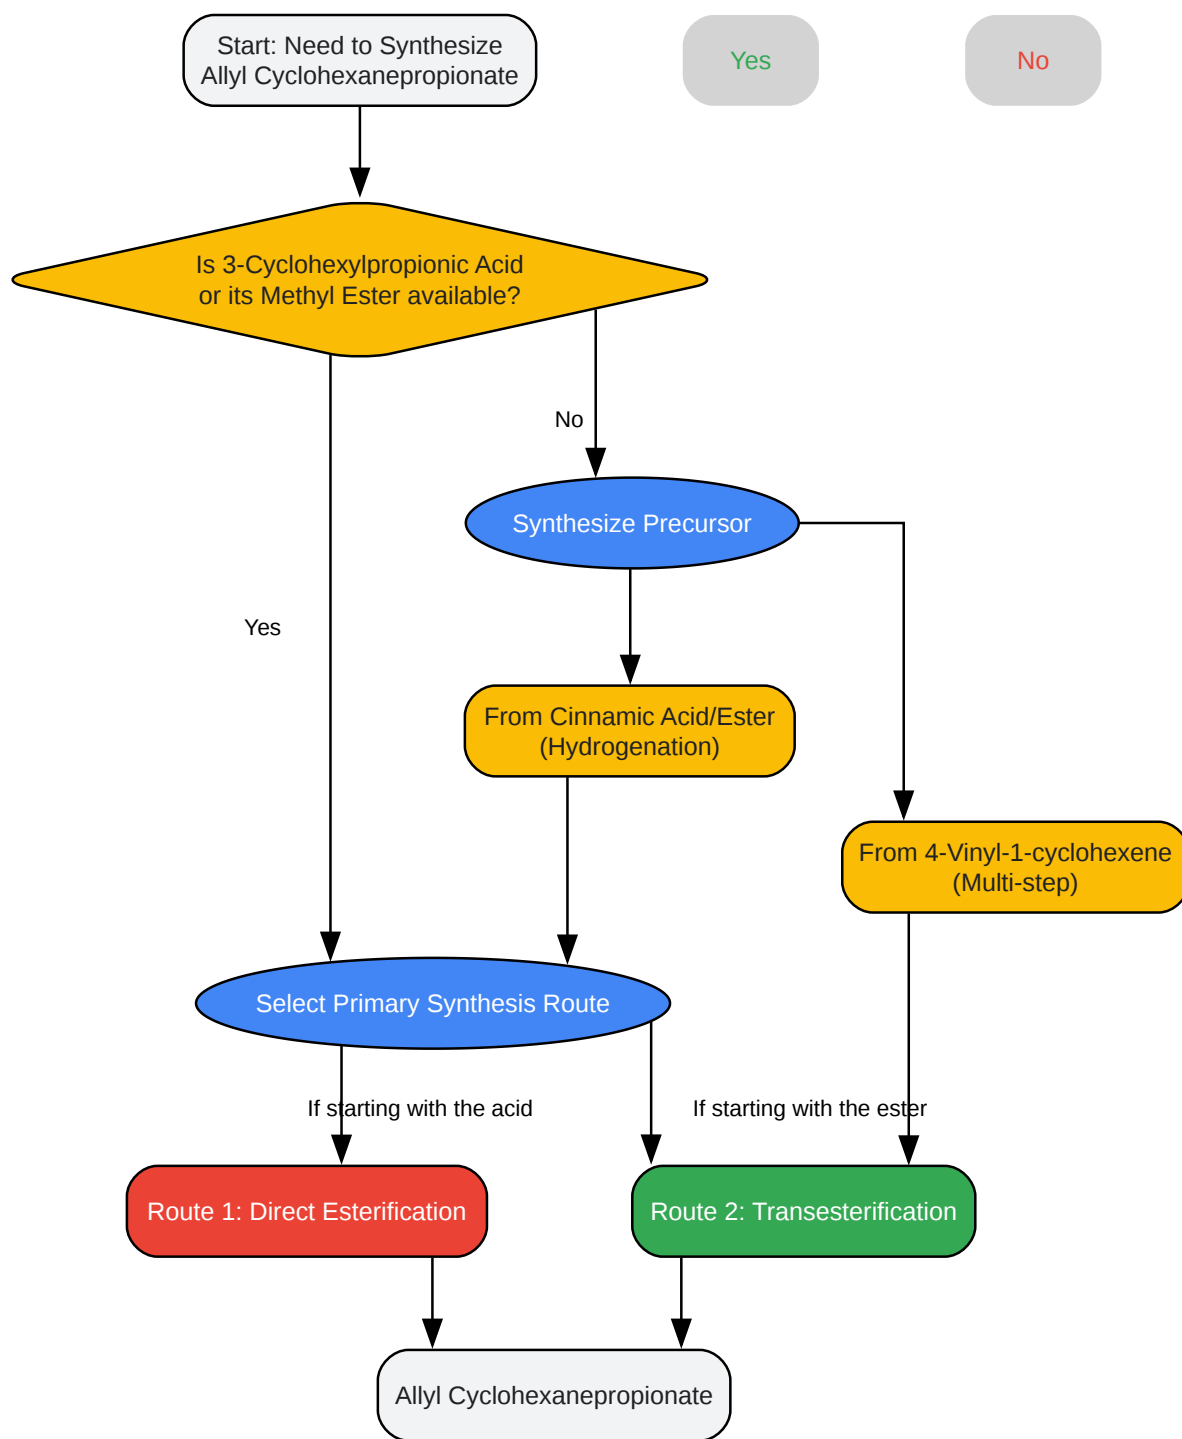 Start: Need to Synthesize
Allyl Cyclohexanepropionate
Yes
No
Is 3-Cyclohexylpropionic Acid
or its Methyl Ester available?
No
Synthesize Precursor
Yes
From Cinnamic Acid/Ester
(Hydrogenation)
From 4-Vinyl-1-cyclohexene
(Multi-step)
Select Primary Synthesis Route
If starting with the acid
If starting with the ester
Route 1: Direct Esterification
Route 2: Transesterification
Allyl Cyclohexanepropionate